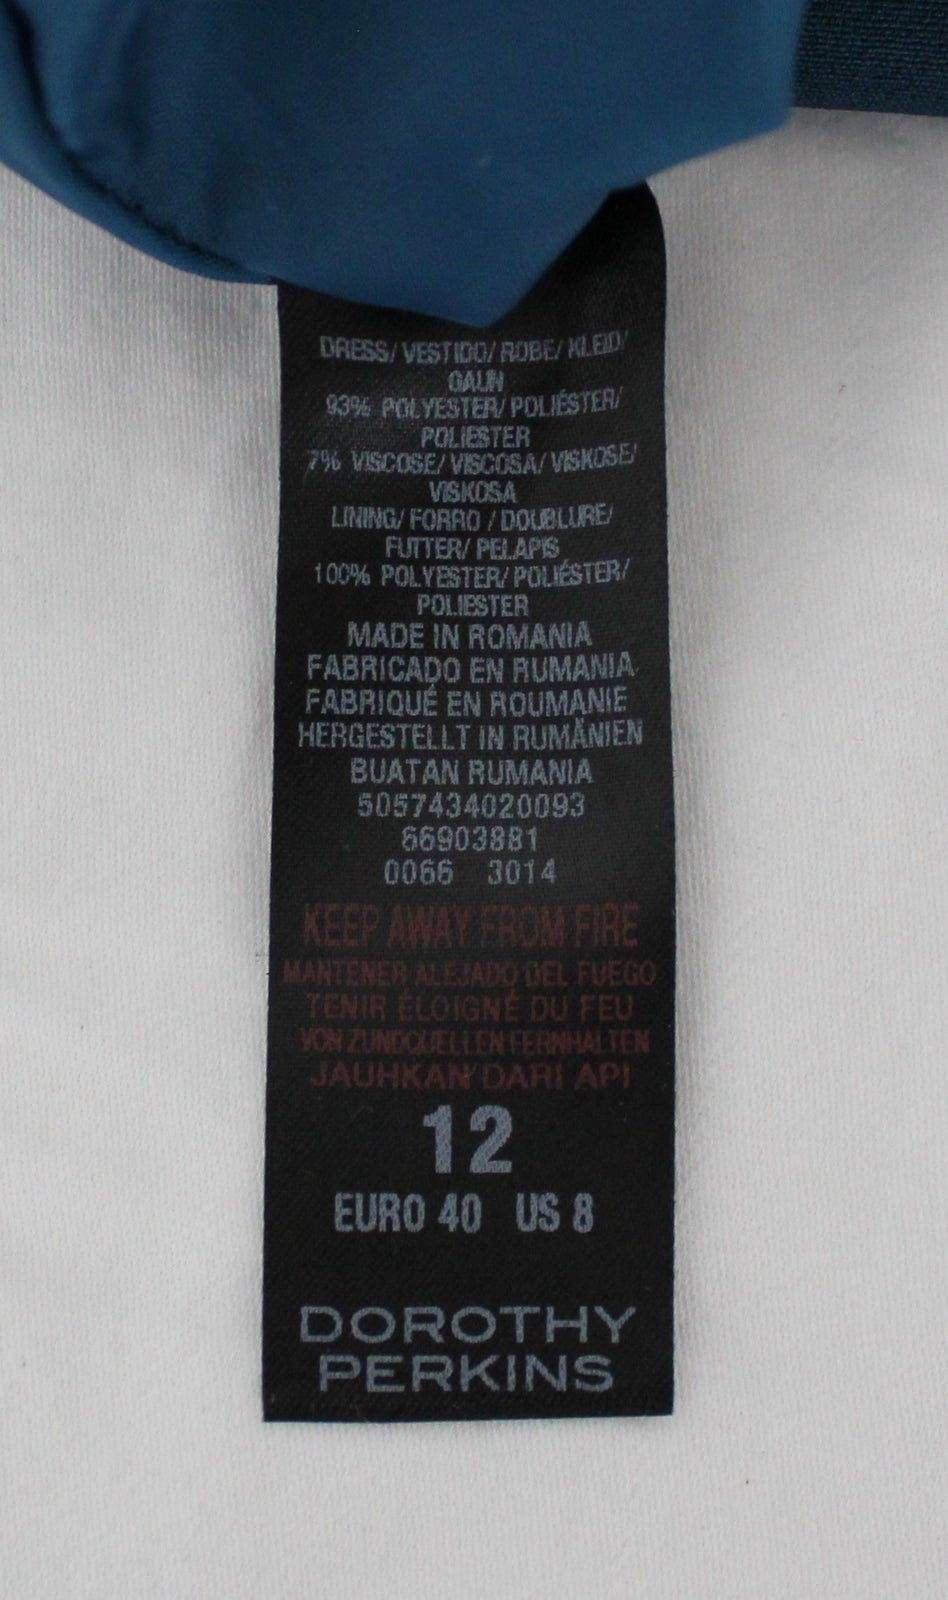 DRESS/ VESTIDO/ ROBE/ KLEID/
GAUN
93% POLYESTER/ POLIÉSTER/
POLIESTER
7% VISCOSE/ VISCOSA/ VISKOSE/
VISKOSA
LINING/ FORRO / DOUBLURE/
FUTTER/ PELAPIS
100% POLYESTER/ POLIÉSTER/
POLIESTER
MADE IN ROMANIA
FABRICADO EN RUMANIA
FABRIQUÉ EN ROUMANIE
HERGESTELLT IN RUMÄNIEN
BUATAN RUMANIA
5057434020093
66903881
0066 3014
KEEP AWAY FROM FIRE
MANTENER ALEJADO DEL FUEGO
TENIR ÉLOIGNÉ DU FEU
VON ZUNDQUELLEN FERNHALTEN
JAUHKAN DARI API
12
EURO 40 US 8
DOROTHY
PERKINS